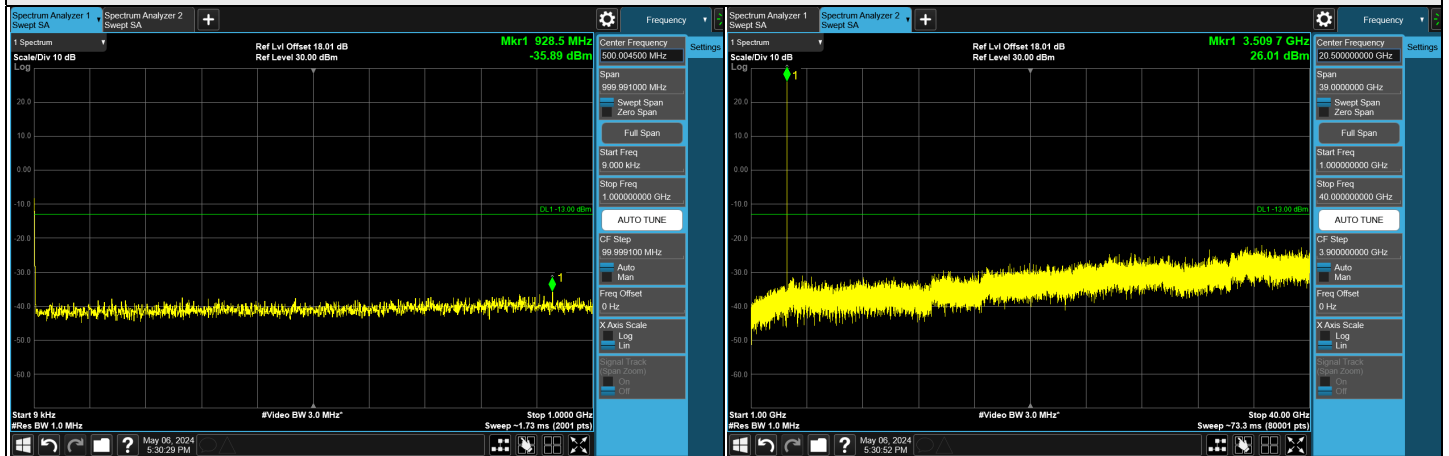 Spectrum Analyzer 1
Swept SA
Spectrum Analyzer 2
Swept SA
Frequency
1 Spectrum
Scale/Div 10 dB
Log
Ref Lvl Offset 18.01 dB
Ref Level 30.00 dBm
Mkr1 928.5 MHz
-35.89 dBm
20.0
10.0
0.00
-10.0
-20.0
-30.0
-40.0
-50.0
-60.0
DL1 -13.00 dBm
1
Start 9 kHz
#Res BW 1.0 MHz
#Video BW 3.0 MHz*
Stop 1.0000 GHz
Sweep ~1.73 ms (2001 pts)
Center Frequency
500.004500 MHz
Settings
Span
999.991000 MHz
Swept Span
Zero Span
Full Span
Start Freq
9.000 kHz
Stop Freq
1.000000000 GHz
AUTO TUNE
CF Step
99.999100 MHz
Auto
Man
Freq Offset
0 Hz
X Axis Scale
Log
Lin
Signal Track
(Span Zoom)
On
Off
?
May 06, 2024
5:30:29 PM
Spectrum Analyzer 1
Swept SA
Spectrum Analyzer 2
Swept SA
Frequency
1 Spectrum
Scale/Div 10 dB
Log
Ref Lvl Offset 18.01 dB
Ref Level 30.00 dBm
Mkr1 3.509 7 GHz
26.01 dBm
20.0
10.0
0.00
-10.0
-20.0
-30.0
-40.0
-50.0
-60.0
DL1 -13.00 dBm
1
Start 1.00 GHz
#Res BW 1.0 MHz
#Video BW 3.0 MHz*
Stop 40.00 GHz
Sweep ~73.3 ms (80001 pts)
Center Frequency
20.500000000 GHz
Settings
Span
39.0000000 GHz
Swept Span
Zero Span
Full Span
Start Freq
1.000000000 GHz
Stop Freq
40.000000000 GHz
AUTO TUNE
CF Step
3.900000000 GHz
Auto
Man
Freq Offset
0 Hz
X Axis Scale
Log
Lin
Signal Track
(Span Zoom)
On
Off
?
May 06, 2024
5:30:52 PM